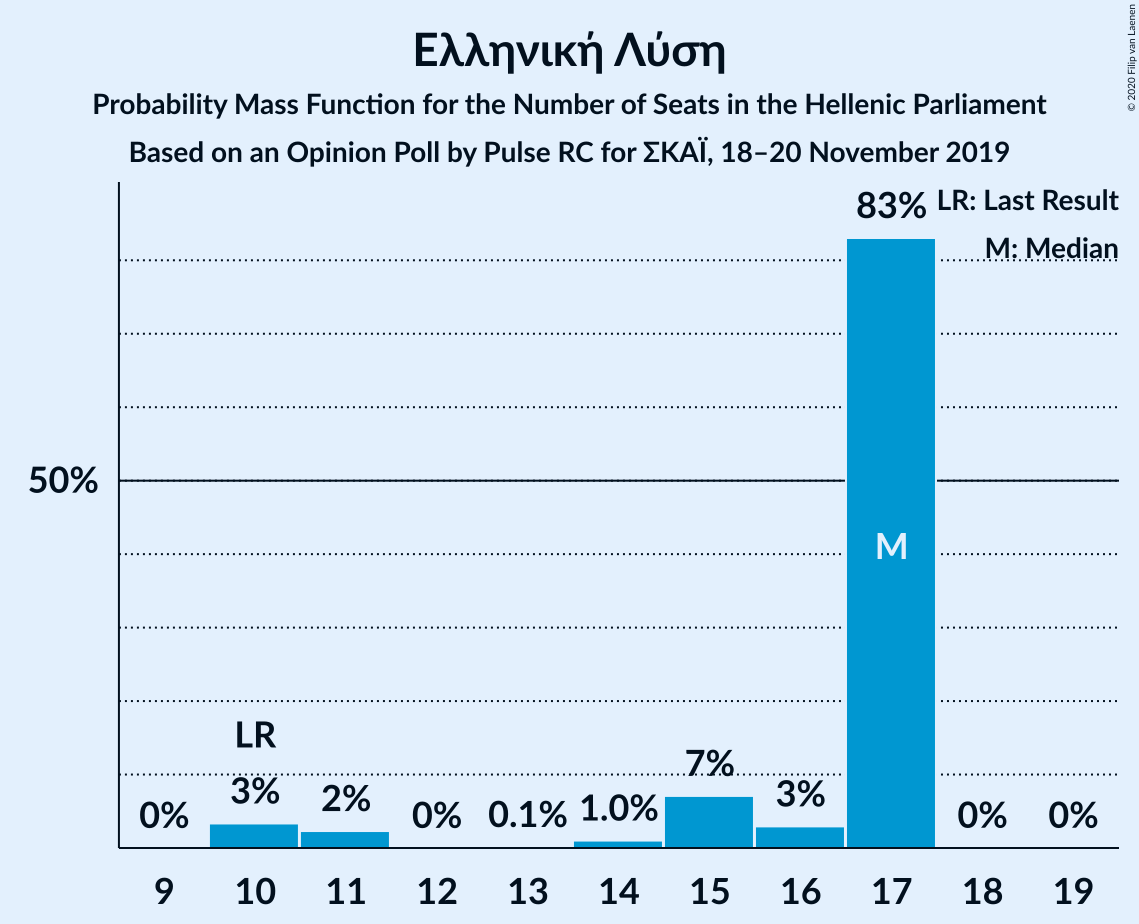 Ελληνική Λύση
Probability Mass Function for the Number of Seats in the Hellenic Parliament
Based on an Opinion Poll by Pulse RC for ΣΚΑΪ, 18–20 November 2019
© 2020 Filip van Laenen
LR: Last Result
M: Median
50%
0%
LR
3%
2%
0%
0.1%
1.0%
7%
3%
83%
M
0%
0%
9 10 11 12 13 14 15 16 17 18 19